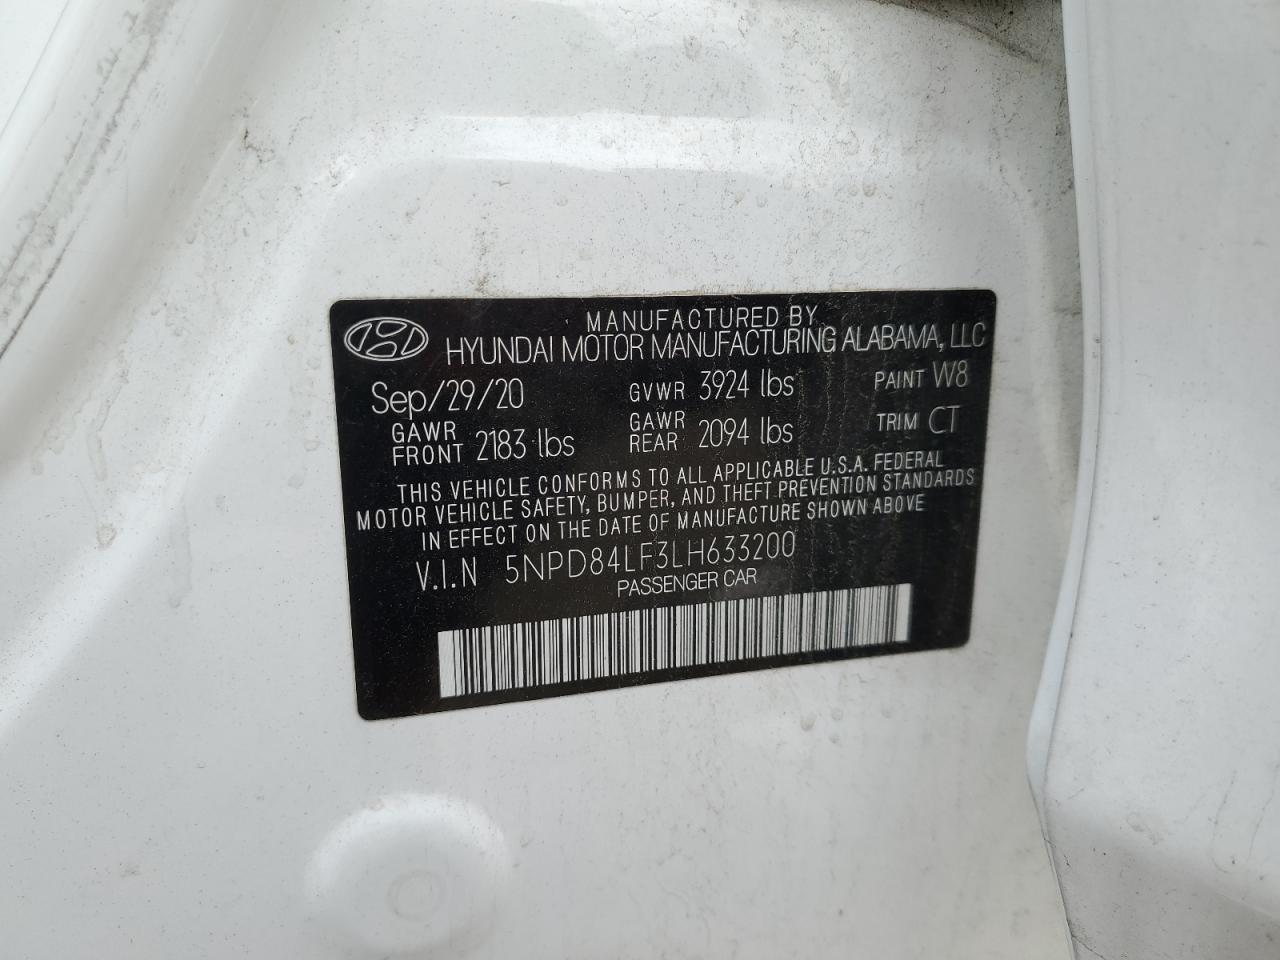 MANUFACTURED BY
HYUNDAI MOTOR MANUFACTURING ALABAMA, LLC
Sep/29/20 GVWR 3924 lbs PAINT W8
GAWR FRONT 2183 lbs GAWR REAR 2094 lbs TRIM CT
THIS VEHICLE CONFORMS TO ALL APPLICABLE U.S.A. FEDERAL
MOTOR VEHICLE SAFETY, BUMPER, AND THEFT PREVENTION STANDARDS
IN EFFECT ON THE DATE OF MANUFACTURE SHOWN ABOVE
V.I.N 5NPD84LF3LH633200
PASSENGER CAR